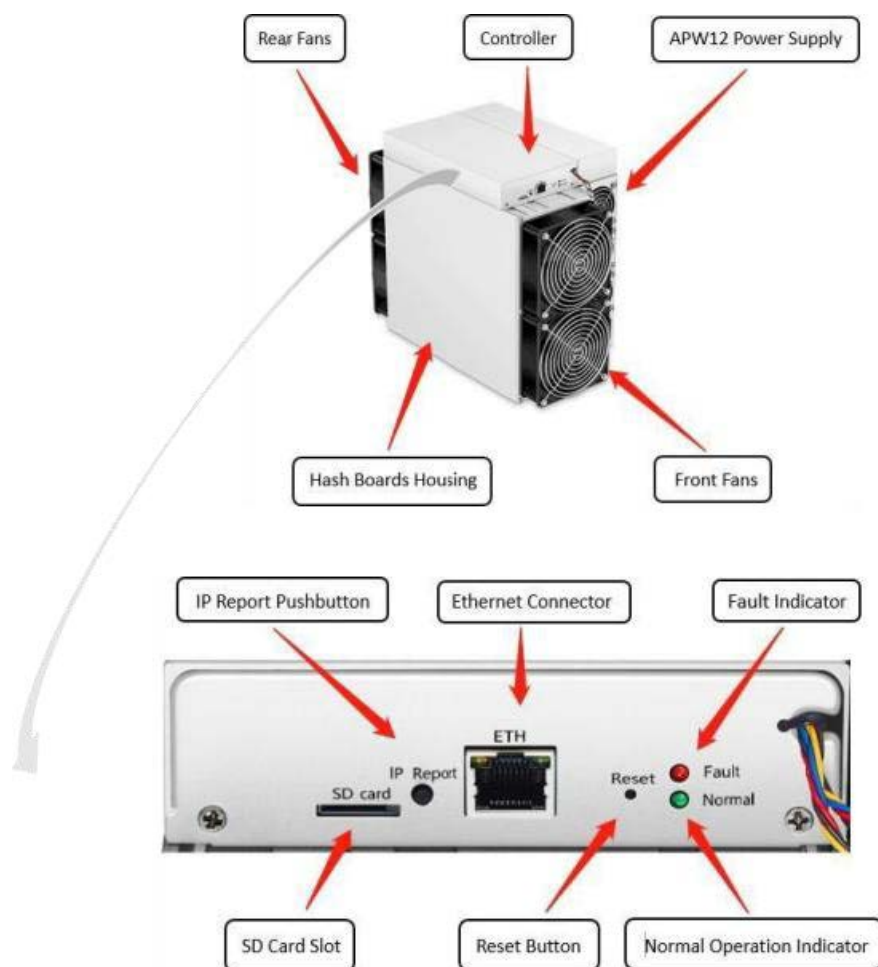 Rear Fans
Controller
APW12 Power Supply
Hash Boards Housing
Front Fans
IP Report Pushbutton
Ethernet Connector
Fault Indicator
ETH
IP Report
SD card
Reset
Fault
Normal
SD Card Slot
Reset Button
Normal Operation Indicator